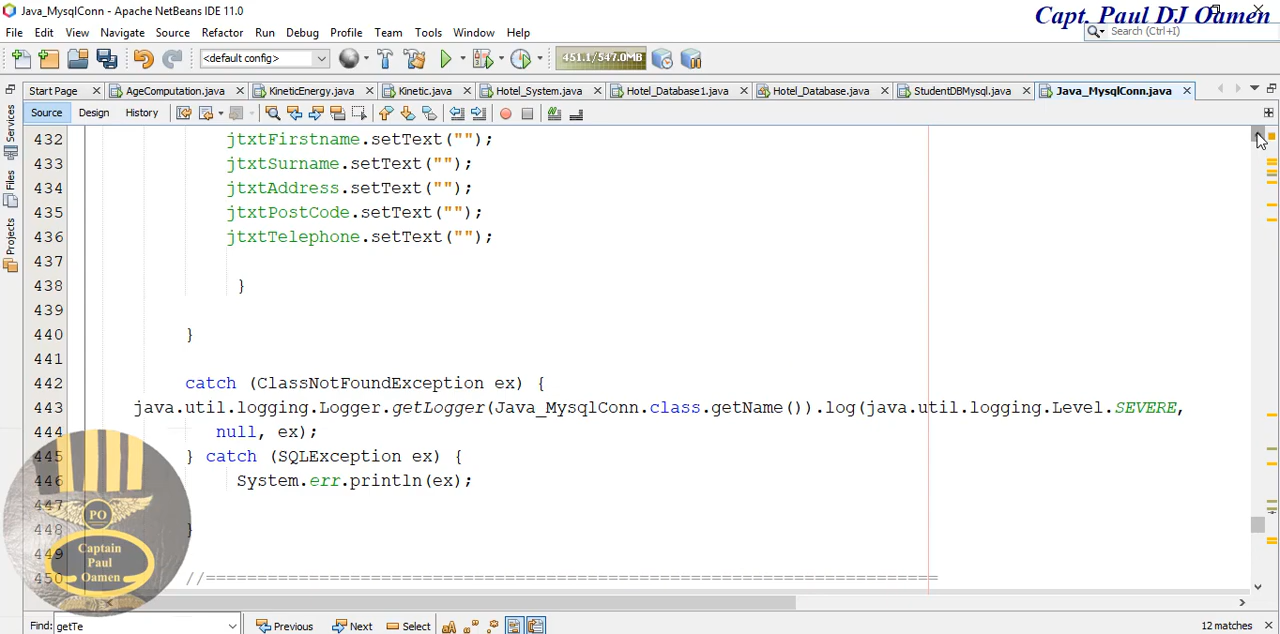 Java_MysqlConn - Apache NetBeans IDE 11.0
Capt. Paul DJ Oamen
File Edit View Navigate Source Refactor Run Debug Profile Team Tools Window Help
Search (Ctrl+I)
<default config>
451.1/547.0MB
Start Page AgeComputation.java KineticEnergy.java Kinetic.java Hotel_System.java Hotel_Database1.java Hotel_Database.java StudentDBMysql.java Java_MysqlConn.java
Source Design History
Services
Files
Projects
432 jtxtFirstname.setText("");
433 jtxtSurname.setText("");
434 jtxtAddress.setText("");
435 jtxtPostCode.setText("");
436 jtxtTelephone.setText("");
437
438 }
439
440 }
441
442 catch (ClassNotFoundException ex) {
443 java.util.logging.Logger.getLogger(Java_MysqlConn.class.getName()).log(java.util.logging.Level.SEVERE,
444 null, ex);
445 } catch (SQLException ex) {
446 System.err.println(ex);
447
448 }
449
450 //=======================================================================
PO
Captain
Paul
Oamen
Find: getTe Previous Next Select 12 matches